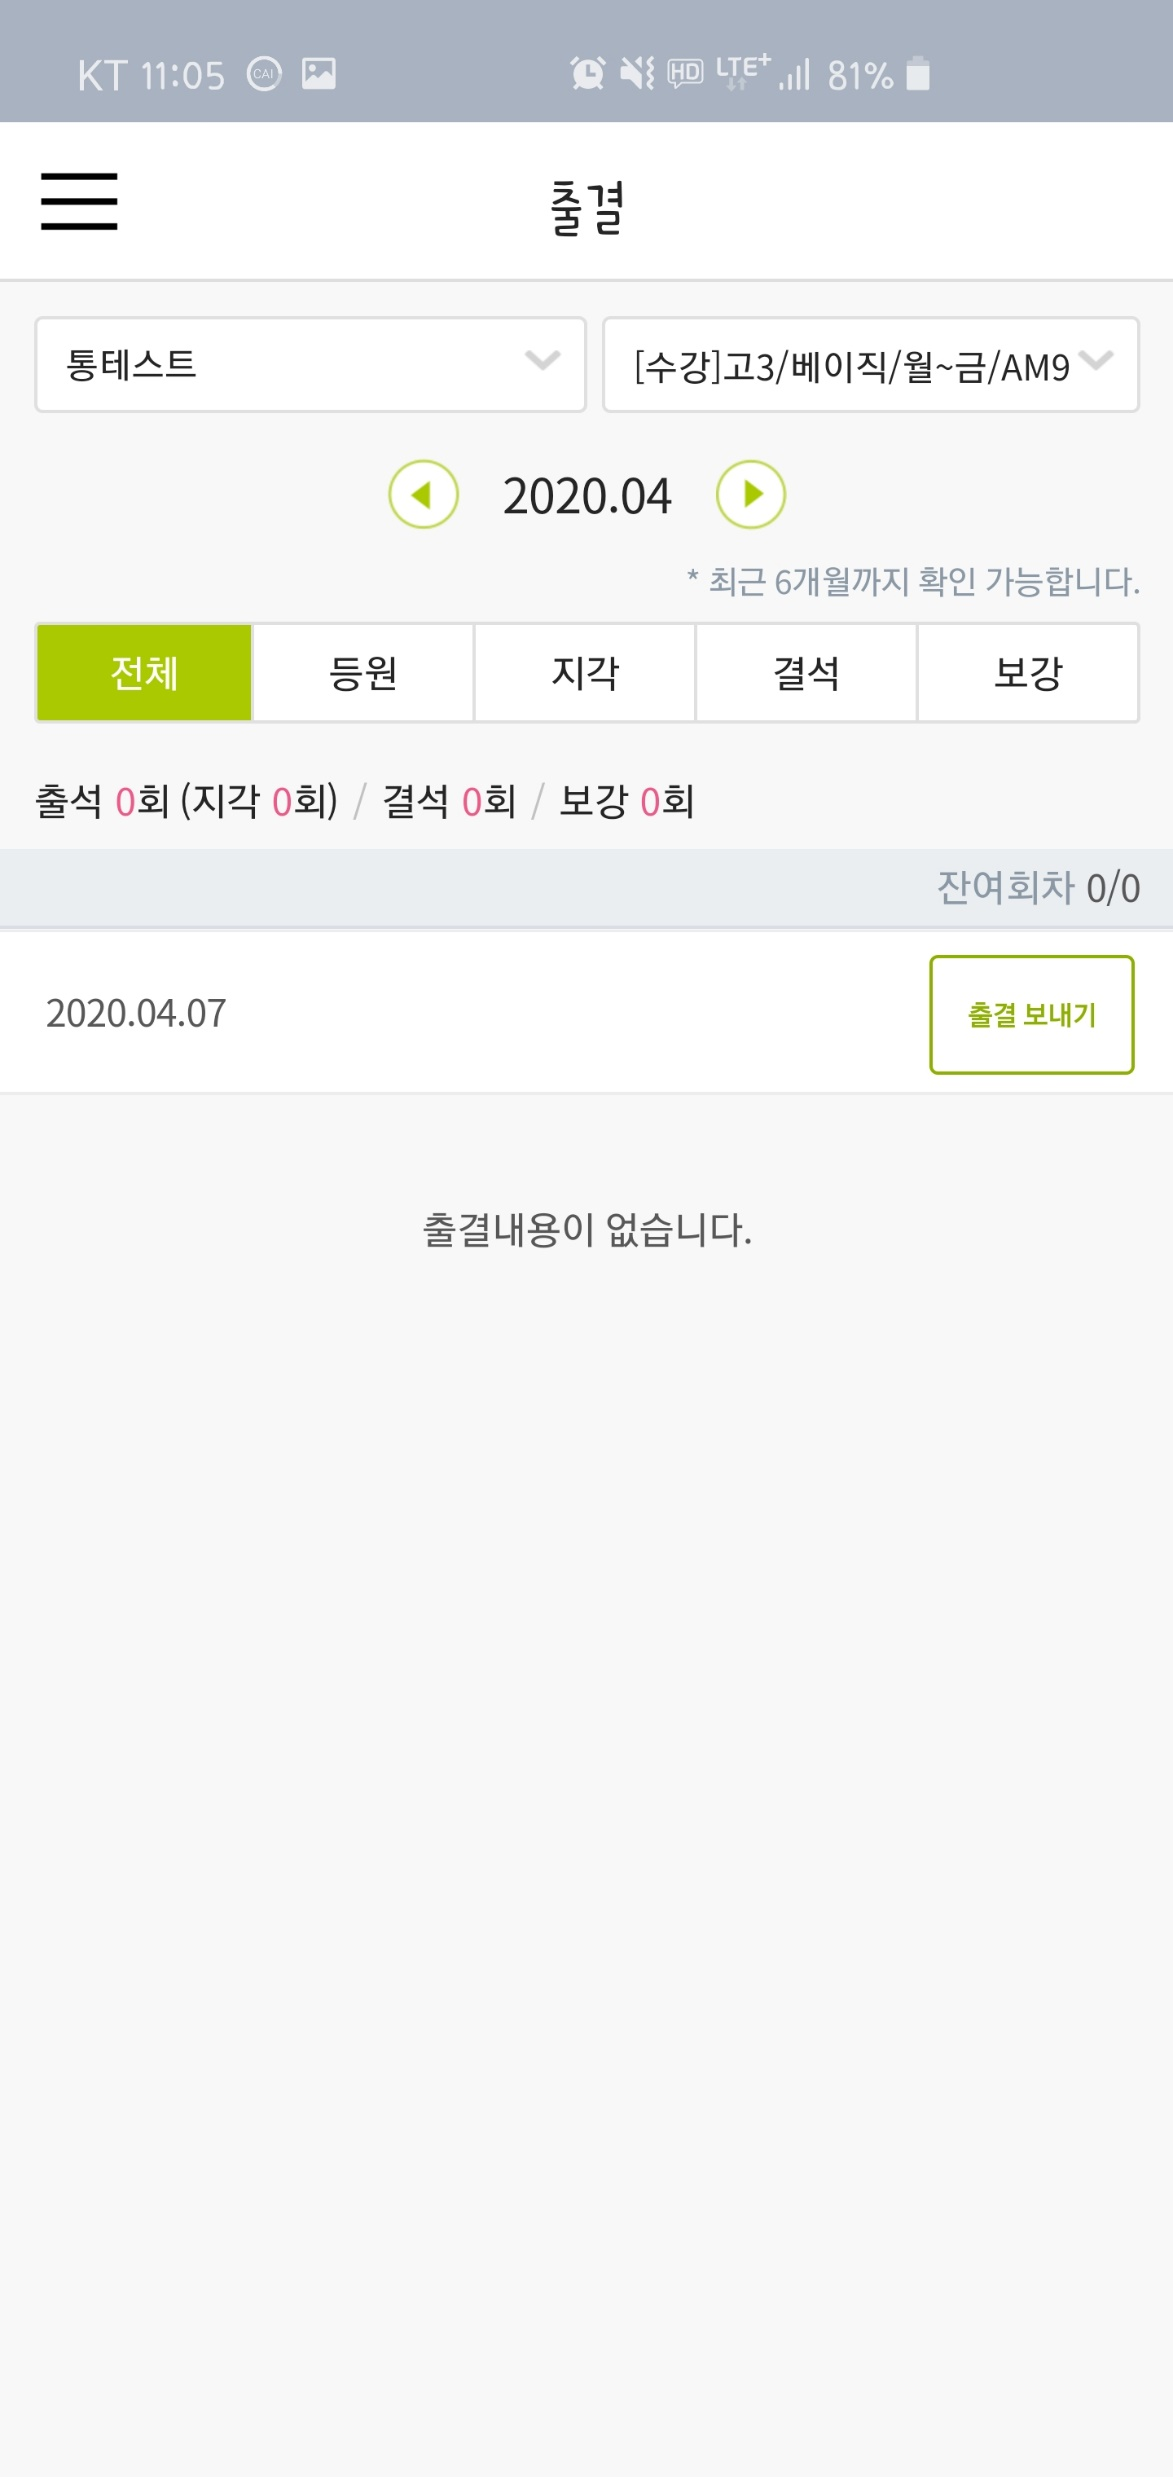 KT 11:05 CAI HD LTE+ 81%
출결
통테스트 [수강]고3/베이직/월~금/AM9
2020.04
* 최근 6개월까지 확인 가능합니다.
전체 등원 지각 결석 보강
출석 0회 (지각 0회) / 결석 0회 / 보강 0회
잔여회차 0/0
2020.04.07 출결 보내기
출결내용이 없습니다.